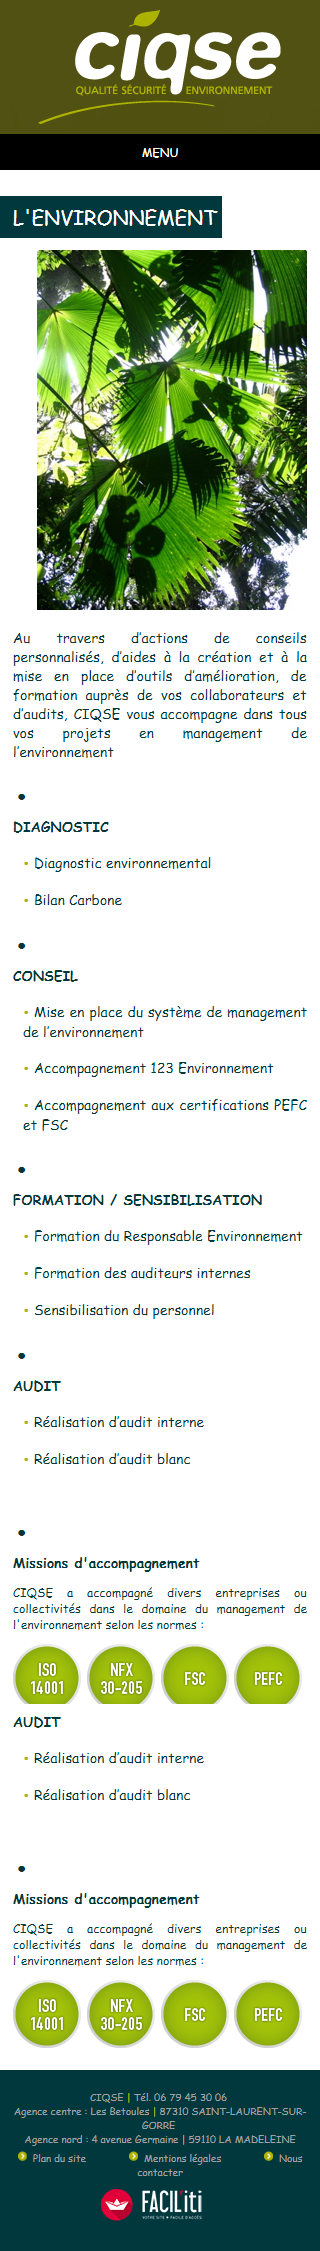 ciqse
QUALITÉ SÉCURITÉ ENVIRONNEMENT
MENU
L'ENVIRONNEMENT
Au travers d’actions de conseils
personnalisés, d’aides à la création et à la
mise en place d’outils d’amélioration, de
formation auprès de vos collaborateurs et
d’audits, CIQSE vous accompagne dans tous
vos projets en management de
l’environnement
•
DIAGNOSTIC
• Diagnostic environnemental
• Bilan Carbone
•
CONSEIL
• Mise en place du système de management
de l’environnement
• Accompagnement 123 Environnement
• Accompagnement aux certifications PEFC
et FSC
•
FORMATION / SENSIBILISATION
• Formation du Responsable Environnement
• Formation des auditeurs internes
• Sensibilisation du personnel
•
AUDIT
• Réalisation d’audit interne
• Réalisation d’audit blanc
•
Missions d'accompagnement
CIQSE a accompagné divers entreprises ou
collectivités dans le domaine du management de
l'environnement selon les normes :
ISO 14001 NFX 30-205 FSC PEFC
AUDIT
• Réalisation d’audit interne
• Réalisation d’audit blanc
•
Missions d'accompagnement
CIQSE a accompagné divers entreprises ou
collectivités dans le domaine du management de
l'environnement selon les normes :
ISO 14001 NFX 30-205 FSC PEFC
CIQSE | Tél. 06 79 45 30 06
Agence centre : Les Betoules | 87310 SAINT-LAURENT-SUR-
GORRE
Agence nord : 4 avenue Germaine | 59110 LA MADELEINE
Plan du site Mentions légales Nous
contacter
FACIL'iti
VOTRE SITE + FACILE D'ACCÈS